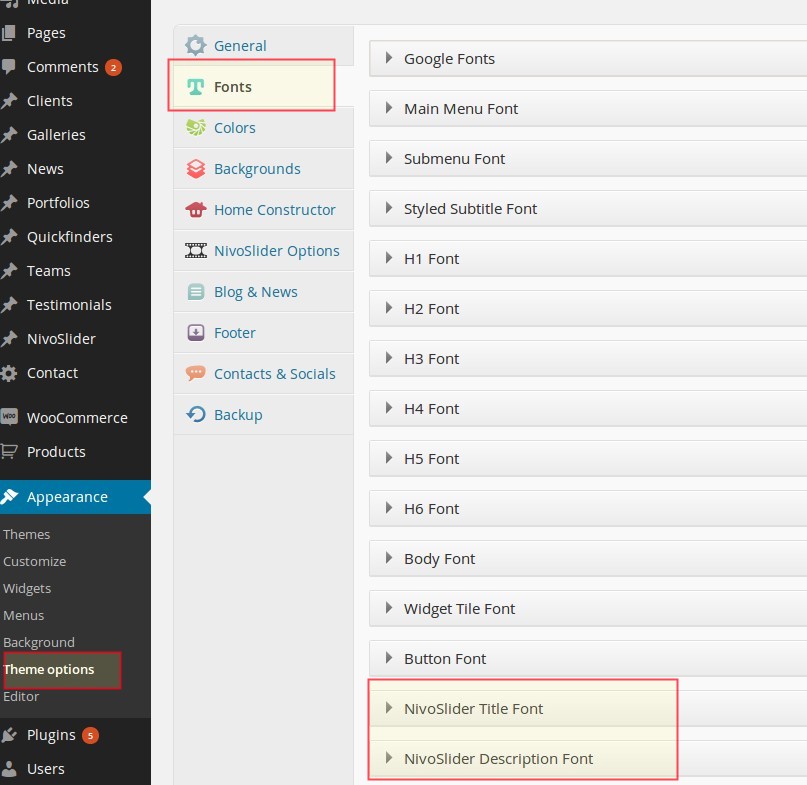 Media
Pages
Comments 2
Clients
Galleries
News
Portfolios
Quickfinders
Teams
Testimonials
NivoSlider
Contact
WOO WooCommerce
Products
Appearance
Themes
Customize
Widgets
Menus
Background
Theme options
Editor
Plugins 5
Users
General
Fonts
Colors
Backgrounds
Home Constructor
NivoSlider Options
Blog & News
Footer
Contacts & Socials
Backup
Google Fonts
Main Menu Font
Submenu Font
Styled Subtitle Font
H1 Font
H2 Font
H3 Font
H4 Font
H5 Font
H6 Font
Body Font
Widget Tile Font
Button Font
NivoSlider Title Font
NivoSlider Description Font